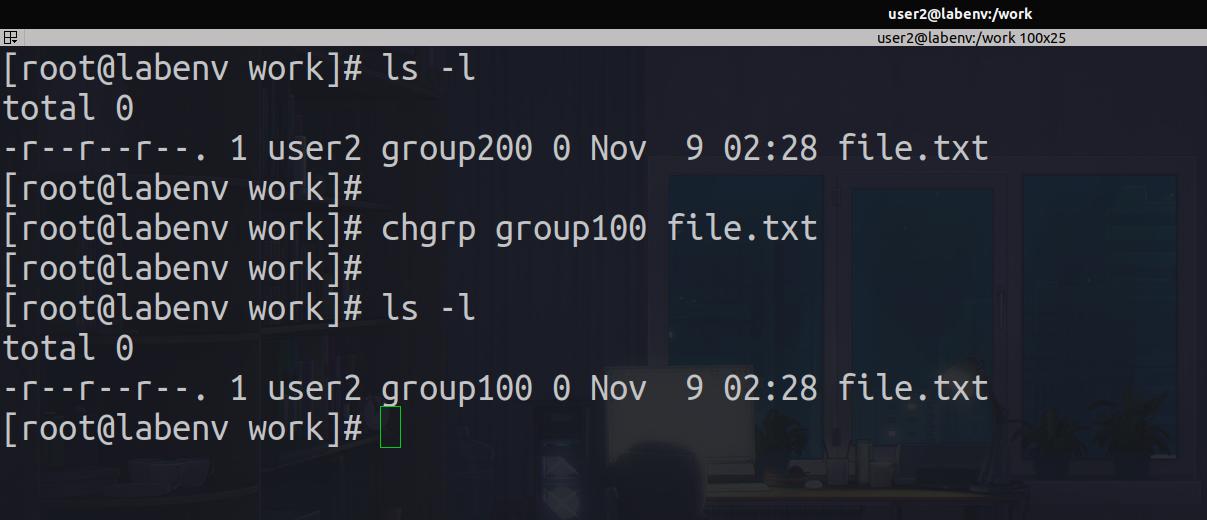 user2@labenv:/work
user2@labenv:/work 100x25
[root@labenv work]# ls -l
total 0
-r--r--r--. 1 user2 group200 0 Nov  9 02:28 file.txt
[root@labenv work]#
[root@labenv work]# chgrp group100 file.txt
[root@labenv work]#
[root@labenv work]# ls -l
total 0
-r--r--r--. 1 user2 group100 0 Nov  9 02:28 file.txt
[root@labenv work]#